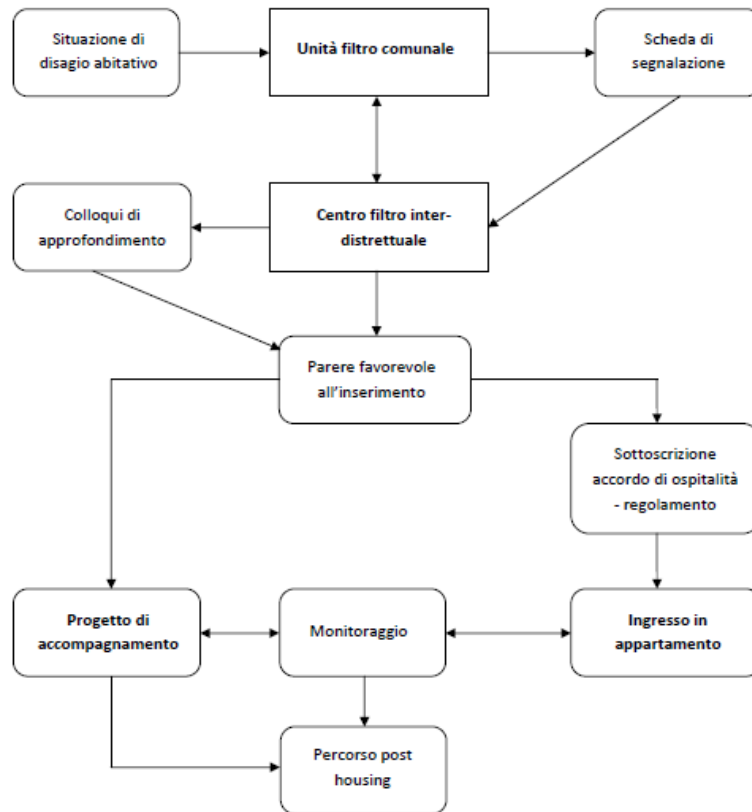 Situazione di
disagio abitativo
Unità filtro comunale
Scheda di
segnalazione
Colloqui di
approfondimento
Centro filtro inter-
distrettuale
Parere favorevole
all'inserimento
Sottoscrizione
accordo di ospitalità
- regolamento
Progetto di
accompagnamento
Monitoraggio
Ingresso in
appartamento
Percorso post
housing